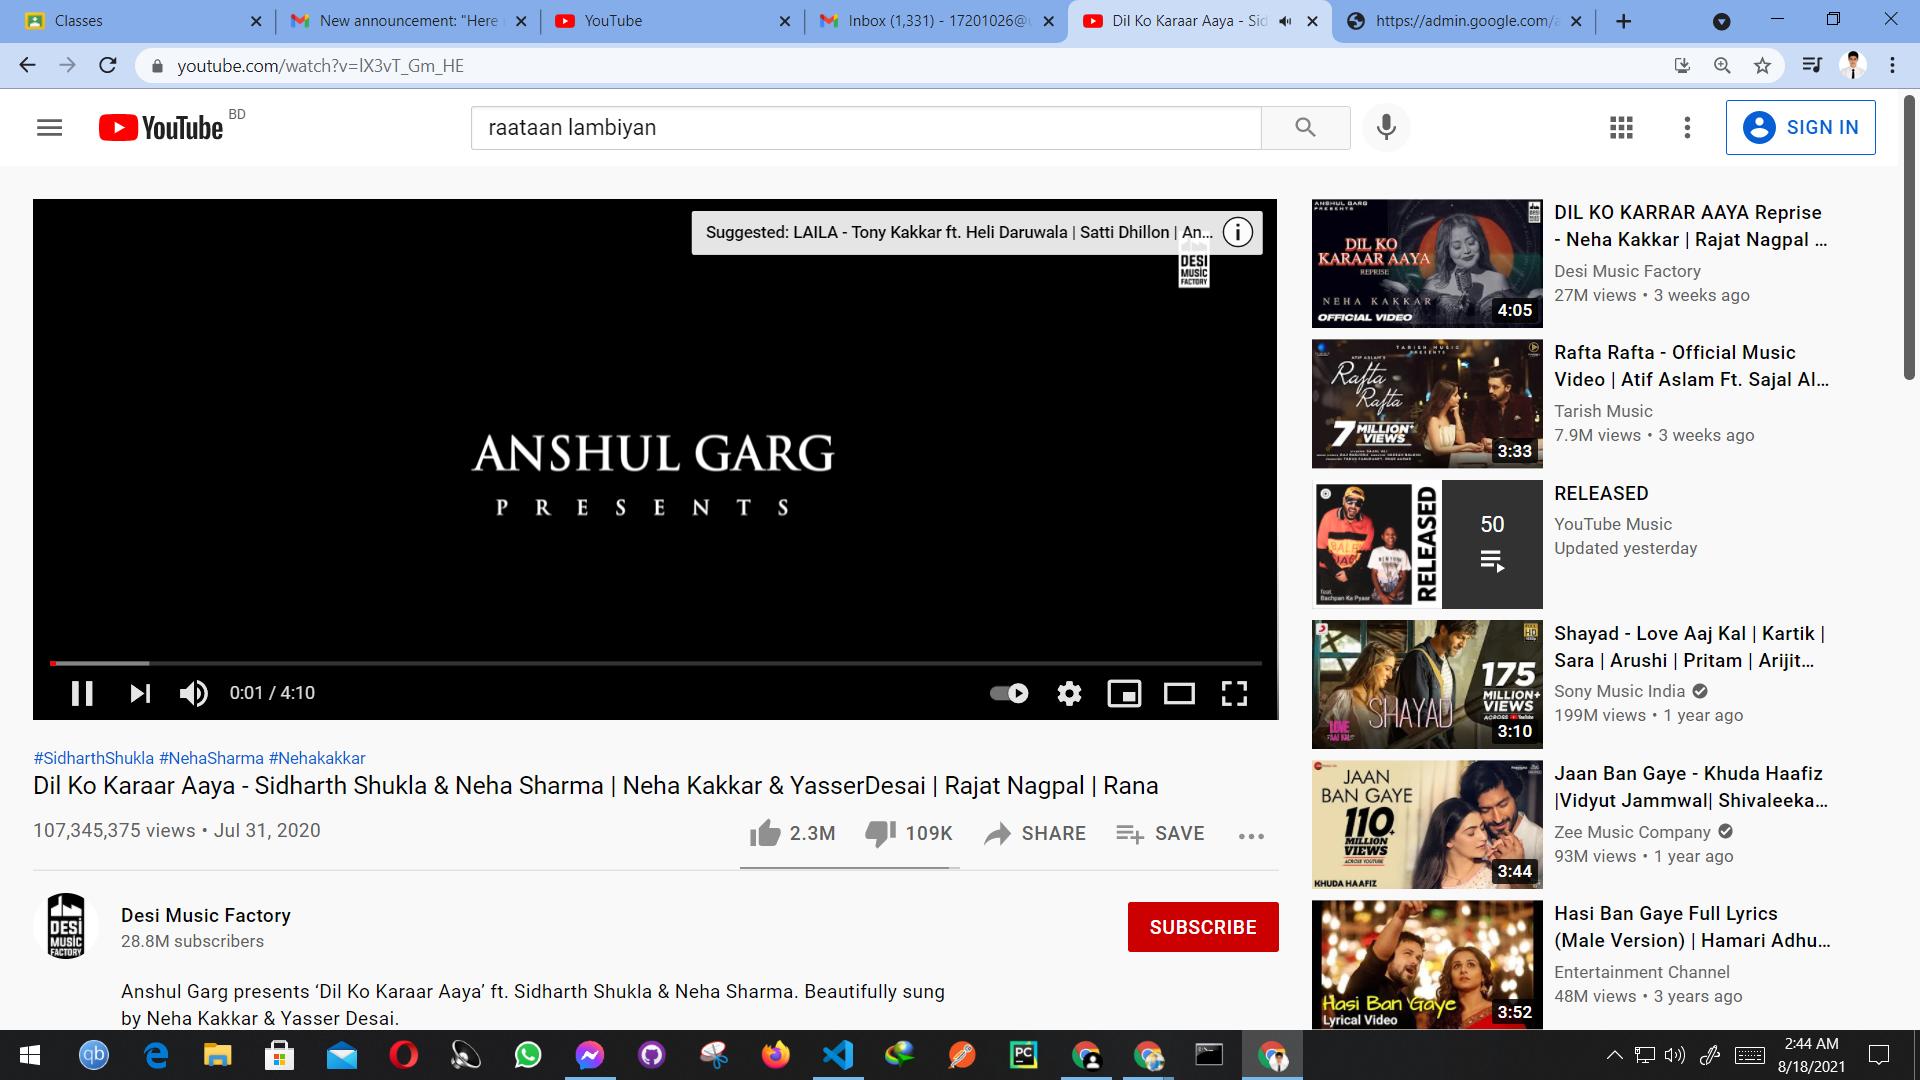 Classes
New announcement: "Here
YouTube
Inbox (1,331) - 17201026@
Dil Ko Karaar Aaya - Sid
https://admin.google.com/a
youtube.com/watch?v=lX3vT_Gm_HE
YouTube BD
raataan lambiyan
SIGN IN
Suggested: LAILA - Tony Kakkar ft. Heli Daruwala | Satti Dhillon | An...
DESI
MUSIC
FACTORY
ANSHUL GARG
PRESENTS
0:01 / 4:10
#SidharthShukla #NehaSharma #Nehakakkar
Dil Ko Karaar Aaya - Sidharth Shukla & Neha Sharma | Neha Kakkar & YasserDesai | Rajat Nagpal | Rana
107,345,375 views • Jul 31, 2020
2.3M 109K SHARE SAVE
DESI
MUSIC
FACTORY
Desi Music Factory
28.8M subscribers
SUBSCRIBE
Anshul Garg presents ‘Dil Ko Karaar Aaya’ ft. Sidharth Shukla & Neha Sharma. Beautifully sung
by Neha Kakkar & Yasser Desai.
ANSHUL GARG
PRESENTS
DIL KO
KARAAR AAYA
REPRISE
NEHA KAKKAR
OFFICIAL VIDEO
4:05
DIL KO KARRAR AAYA Reprise
- Neha Kakkar | Rajat Nagpal ...
Desi Music Factory
27M views • 3 weeks ago
TARISH MUSIC
PRESENTS
ATIF ASLAM'S
Rafta
Rafta
7 MILLION+
VIEWS
3:33
Rafta Rafta - Official Music
Video | Atif Aslam Ft. Sajal Al...
Tarish Music
7.9M views • 3 weeks ago
RELEASED
feat.
Bachpan Ka Pyaar
50
RELEASED
YouTube Music
Updated yesterday
175
MILLION+
VIEWS
ACROSS YouTube
SHAYAD
LOVE
AAJ KAL
3:10
Shayad - Love Aaj Kal | Kartik |
Sara | Arushi | Pritam | Arijit...
Sony Music India
199M views • 1 year ago
JAAN
BAN GAYE
110+
MILLION
VIEWS
ACROSS YOUTUBE
KHUDA HAAFIZ
3:44
Jaan Ban Gaye - Khuda Haafiz
|Vidyut Jammwal| Shivaleeka...
Zee Music Company
93M views • 1 year ago
Hasi Ban Gaye
Lyrical Video
3:52
Hasi Ban Gaye Full Lyrics
(Male Version) | Hamari Adhu...
Entertainment Channel
48M views • 3 years ago
qb
PC
2:44 AM
8/18/2021